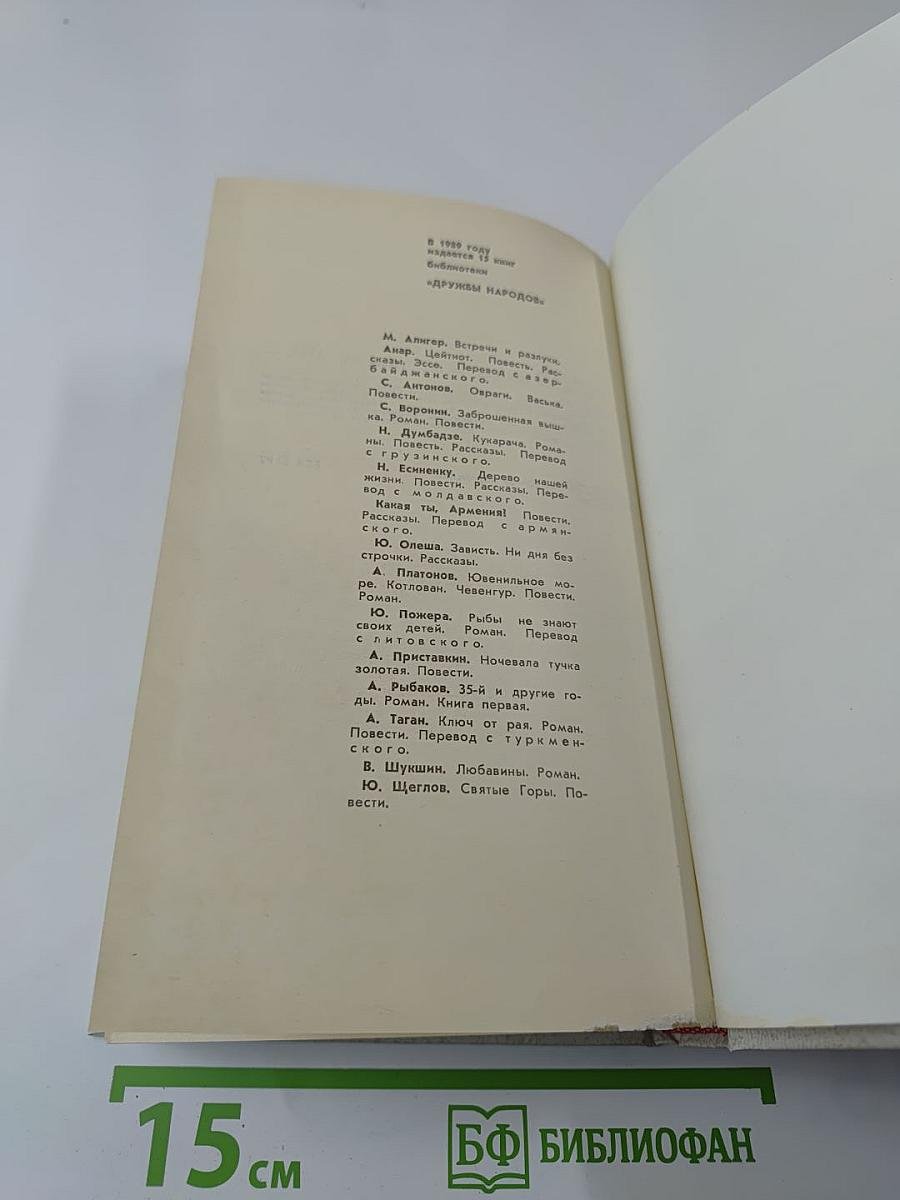 В 1989 году
издается 15 книг
библиотеки
«ДРУЖБЫ НАРОДОВ»
М. Алигер. Встречи и разлуки.
Анар. Цейтнот. Повесть. Рас-
сказы. Эссе. Перевод с азер-
байджанского.
С. Антонов. Овраги. Васька.
Повести.
С. Воронин. Заброшенная выш-
ка. Роман. Повести.
Н. Думбадзе. Кукарача. Рома-
ны. Повесть. Рассказы. Перевод
с грузинского.
Н. Есиненку. Дерево нашей
жизни. Повести. Рассказы. Пере-
вод с молдавского.
Какая ты, Армения? Повести.
Рассказы. Перевод с армян-
ского.
Ю. Олеша. Зависть. Ни дня без
строчки. Рассказы.
А. Платонов. Ювенильное мо-
ре. Котлован. Чевенгур. Повести.
Роман.
Ю. Пожера. Рыбы не знают
своих детей. Роман. Перевод
с литовского.
А. Приставкин. Ночевала тучка
золотая. Повести.
А. Рыбаков. 35-й и другие го-
ды. Роман. Книга первая.
А. Таган. Ключ от рая. Роман.
Повести. Перевод с туркмен-
ского.
В. Шукшин. Любавины. Роман.
Ю. Щеглов. Святые Горы. По-
вести.
15 см
БФ БИБЛИОФАН